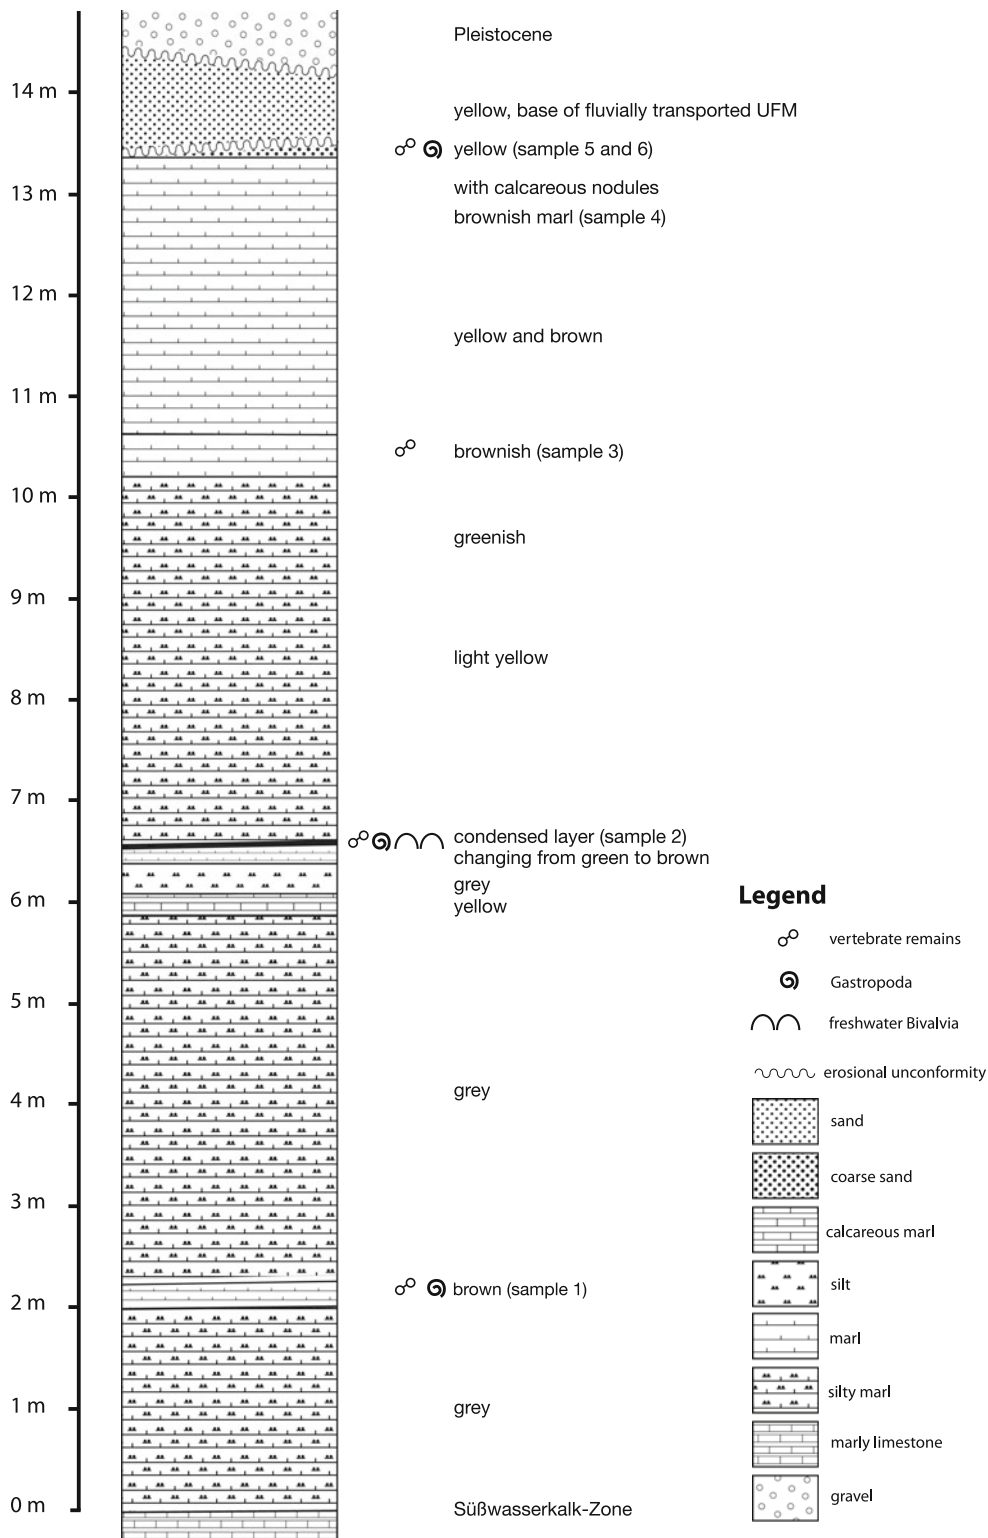 Pleistocene
14 m
yellow, base of fluvially transported UFM
yellow (sample 5 and 6)
with calcareous nodules
13 m
brownish marl (sample 4)
12 m
yellow and brown
11 m
brownish (sample 3)
10 m
greenish
9 m
light yellow
8 m
7 m
condensed layer (sample 2)
changing from green to brown
grey
6 m
yellow
5 m
4 m
grey
3 m
2 m
brown (sample 1)
1 m
grey
0 m
Süßwasserkalk-Zone
Legend
vertebrate remains
Gastropoda
freshwater Bivalvia
erosional unconformity
sand
coarse sand
calcareous marl
silt
marl
silty marl
marly limestone
gravel